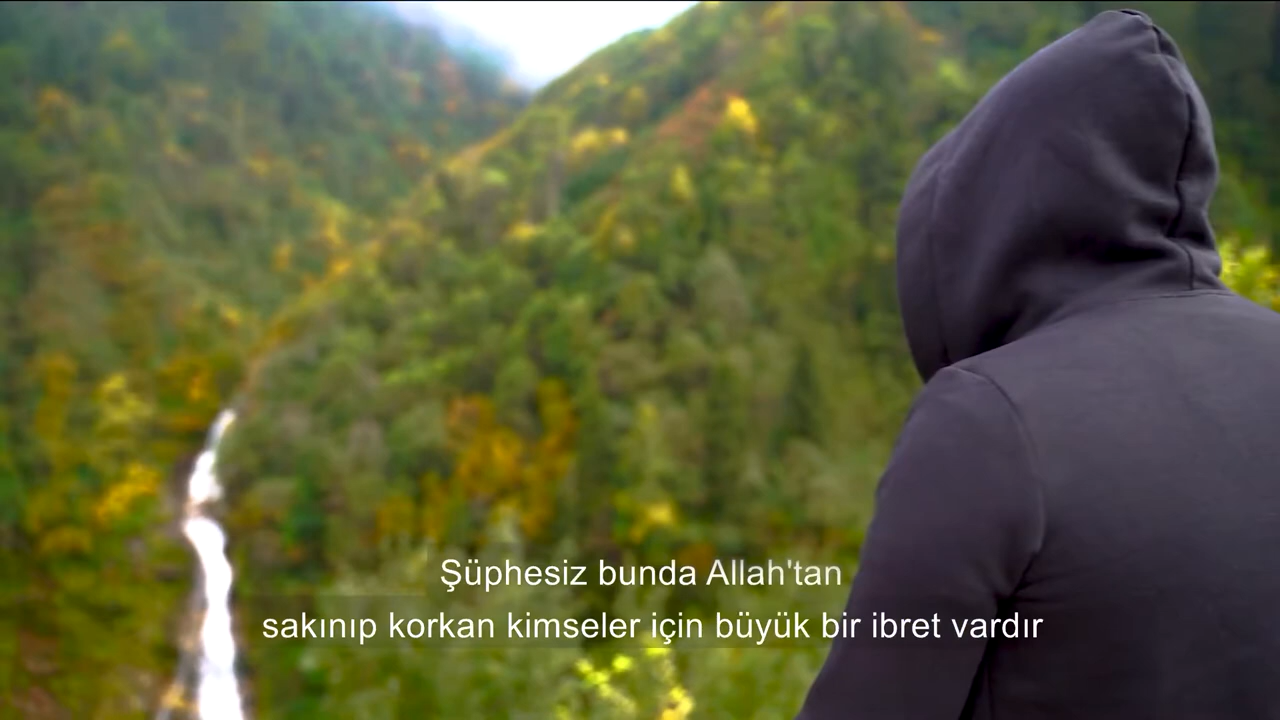 Şüphesiz bunda Allah'tan
sakınıp korkan kimseler için büyük bir ibret vardır